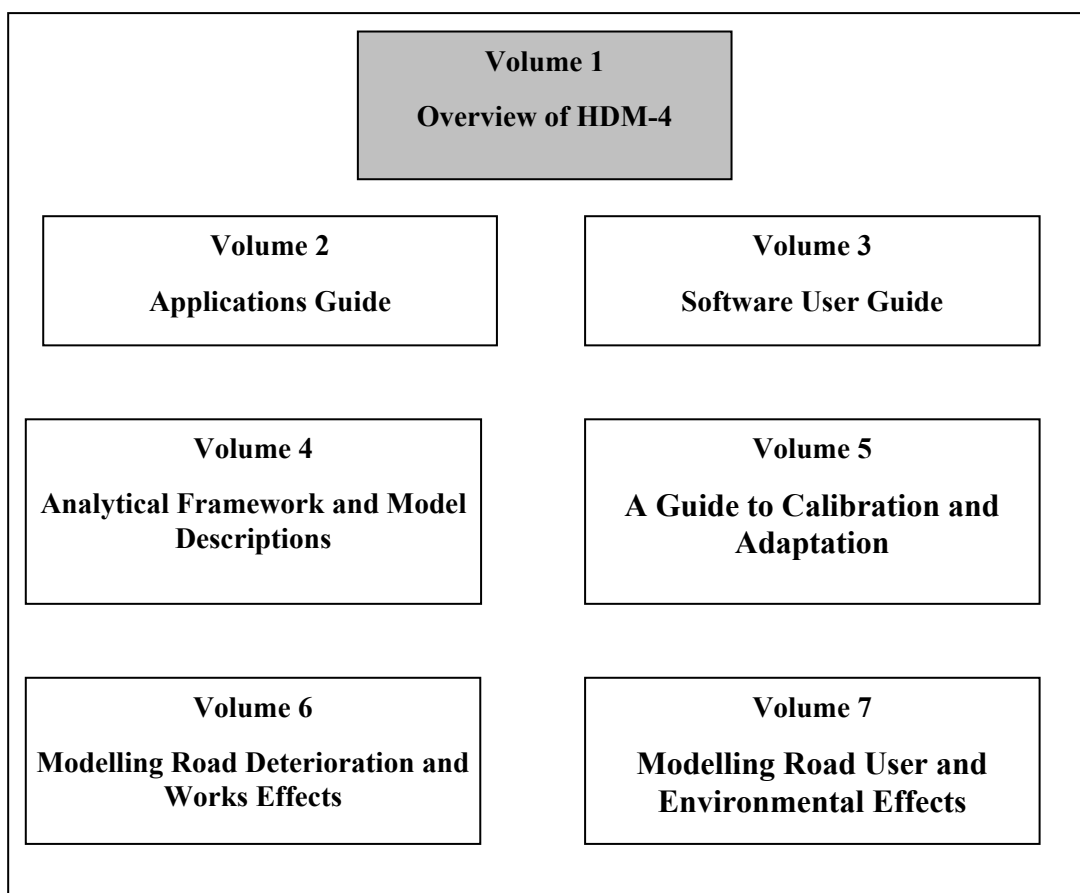 Volume 1
Overview of HDM-4
Volume 2
Applications Guide
Volume 3
Software User Guide
Volume 4
Analytical Framework and Model
Descriptions
Volume 5
A Guide to Calibration and
Adaptation
Volume 6
Modelling Road Deterioration and
Works Effects
Volume 7
Modelling Road User and
Environmental Effects